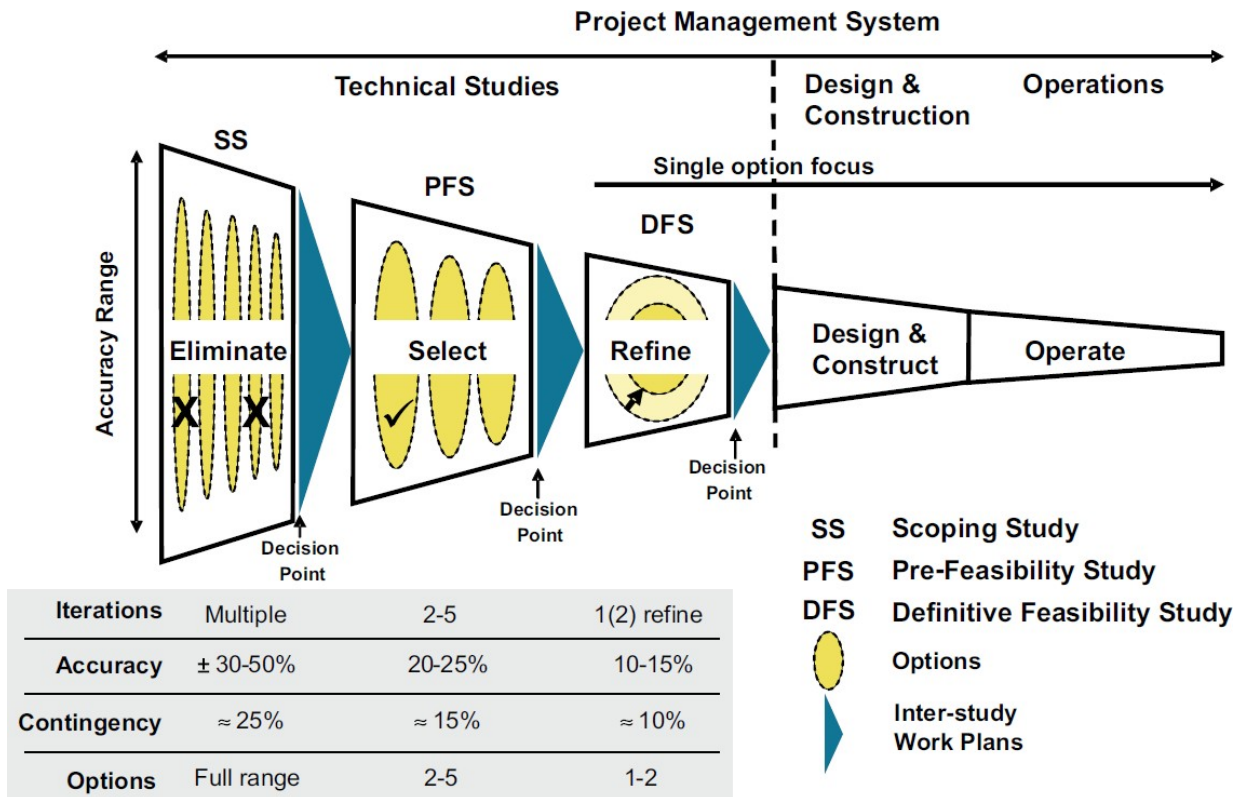 Project Management System
Technical Studies
Design &
Construction
Operations
SS
Single option focus
PFS
DFS
Accuracy Range
Eliminate
X X
Select
✓
Refine
Design &
Construct
Operate
Decision
Point
Decision
Point
Decision
Point
SS Scoping Study
PFS Pre-Feasibility Study
DFS Definitive Feasibility Study
Options
Inter-study
Work Plans
Iterations Multiple 2-5 1(2) refine
Accuracy ± 30-50% 20-25% 10-15%
Contingency ≈ 25% ≈ 15% ≈ 10%
Options Full range 2-5 1-2